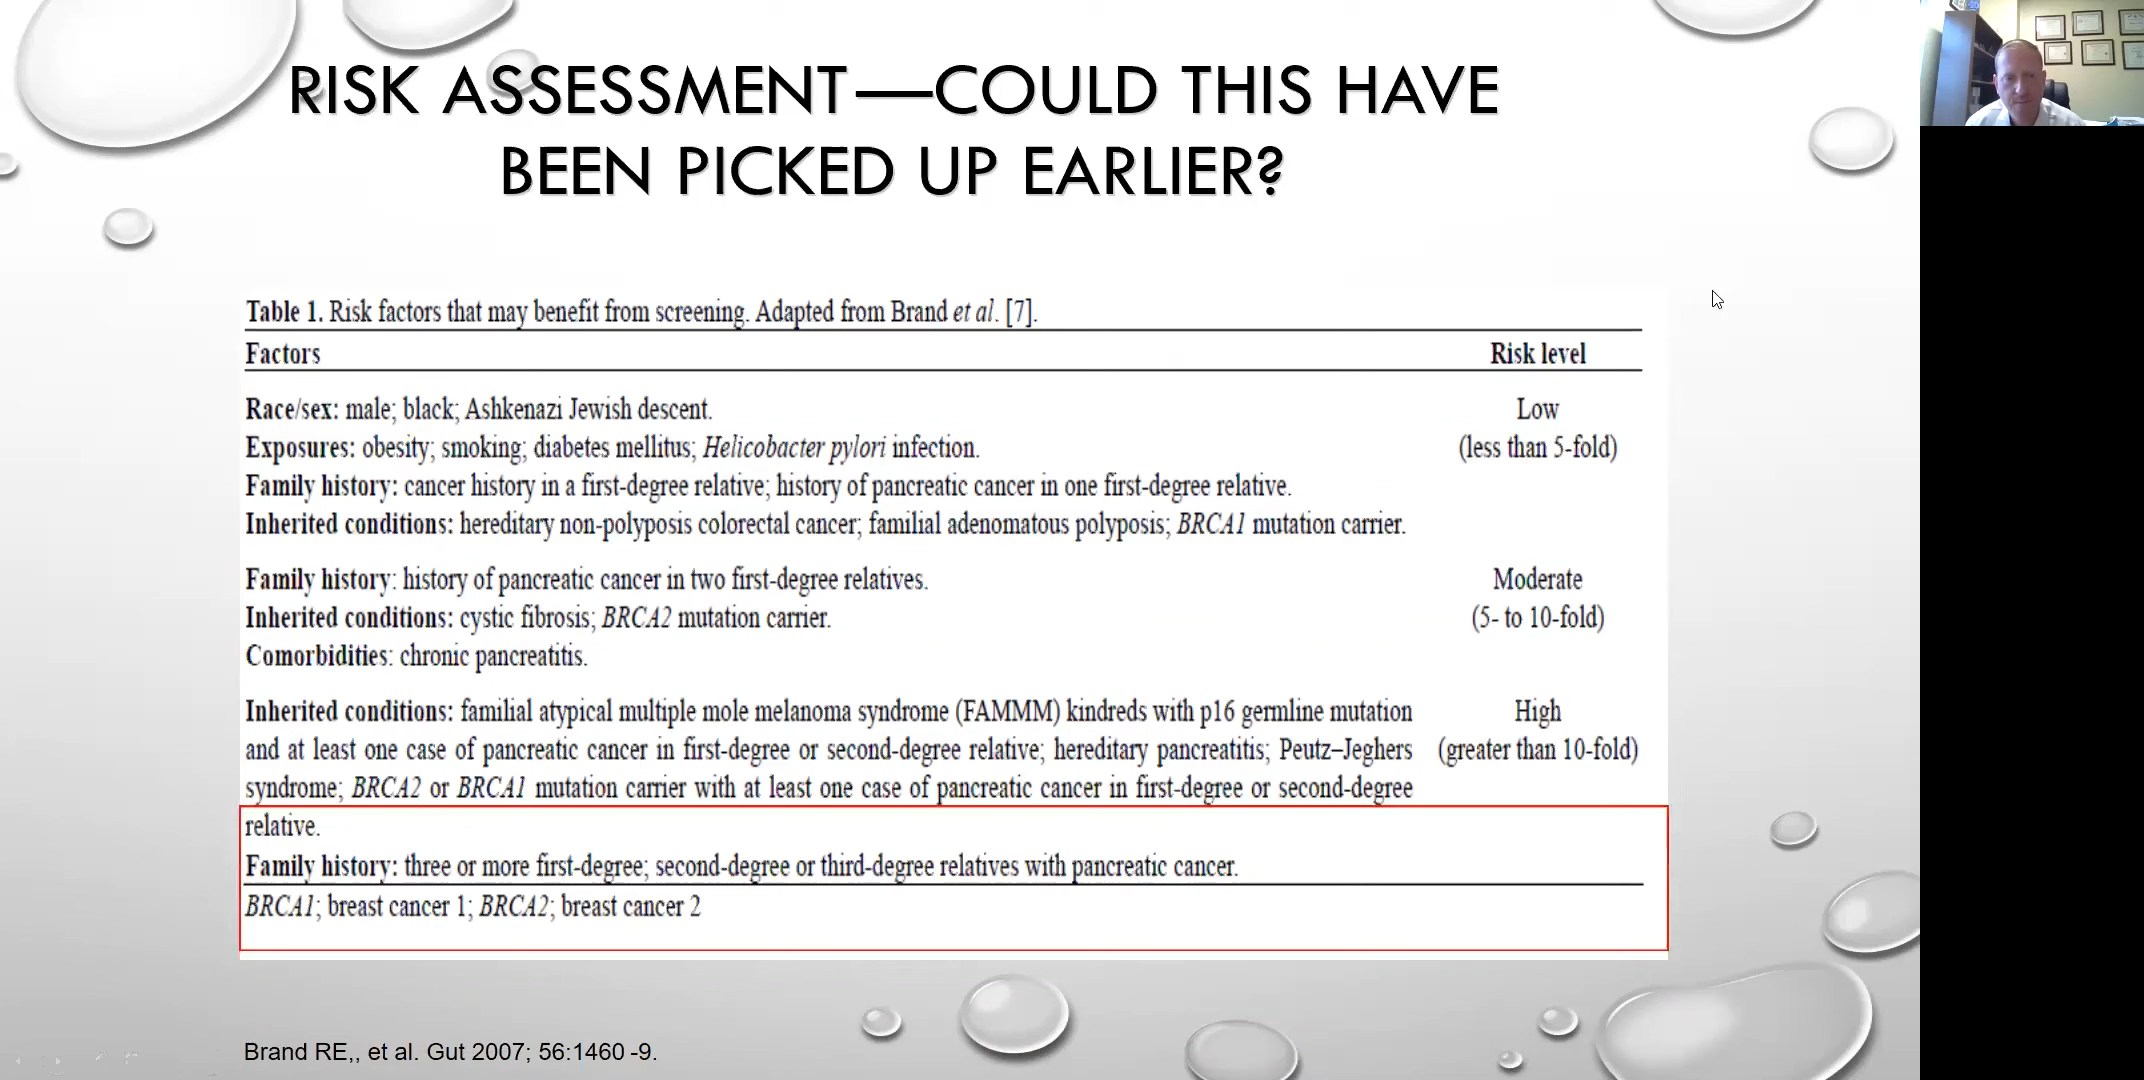 RISK ASSESSMENT—COULD THIS HAVE
BEEN PICKED UP EARLIER?
Table 1. Risk factors that may benefit from screening. Adapted from Brand et al. [7].
Factors Risk level
Race/sex: male; black; Ashkenazi Jewish descent. Low
Exposures: obesity; smoking; diabetes mellitus; Helicobacter pylori infection. (less than 5-fold)
Family history: cancer history in a first-degree relative; history of pancreatic cancer in one first-degree relative.
Inherited conditions: hereditary non-polyposis colorectal cancer; familial adenomatous polyposis; BRCA1 mutation carrier.
Family history: history of pancreatic cancer in two first-degree relatives. Moderate
Inherited conditions: cystic fibrosis; BRCA2 mutation carrier. (5- to 10-fold)
Comorbidities: chronic pancreatitis.
Inherited conditions: familial atypical multiple mole melanoma syndrome (FAMMM) kindreds with p16 germline mutation High
and at least one case of pancreatic cancer in first-degree or second-degree relative; hereditary pancreatitis; Peutz–Jeghers (greater than 10-fold)
syndrome; BRCA2 or BRCA1 mutation carrier with at least one case of pancreatic cancer in first-degree or second-degree
relative.
Family history: three or more first-degree; second-degree or third-degree relatives with pancreatic cancer.
BRCA1; breast cancer 1; BRCA2; breast cancer 2
Brand RE,, et al. Gut 2007; 56:1460 -9.